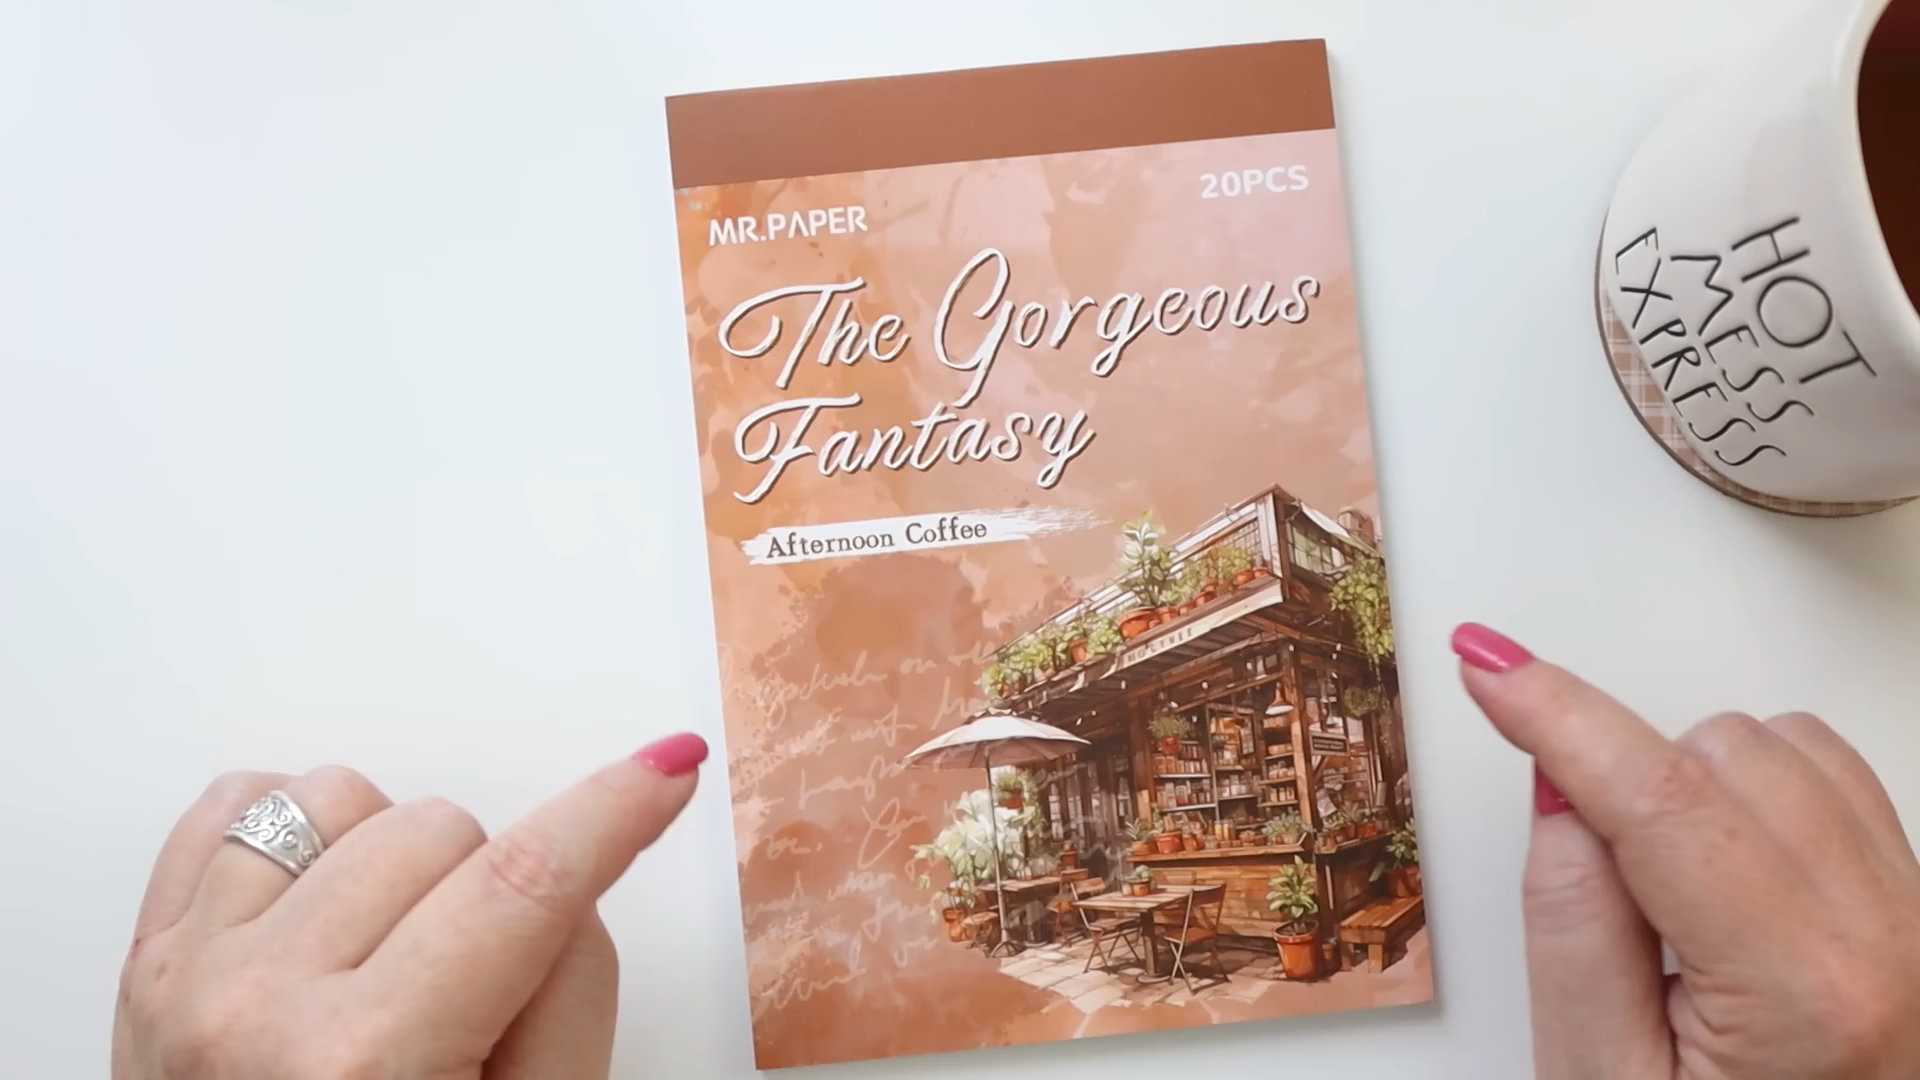 MR.PAPER
20PCS
The Gorgeous
Fantasy
Afternoon Coffee
HOT
MESS
EXPRESS